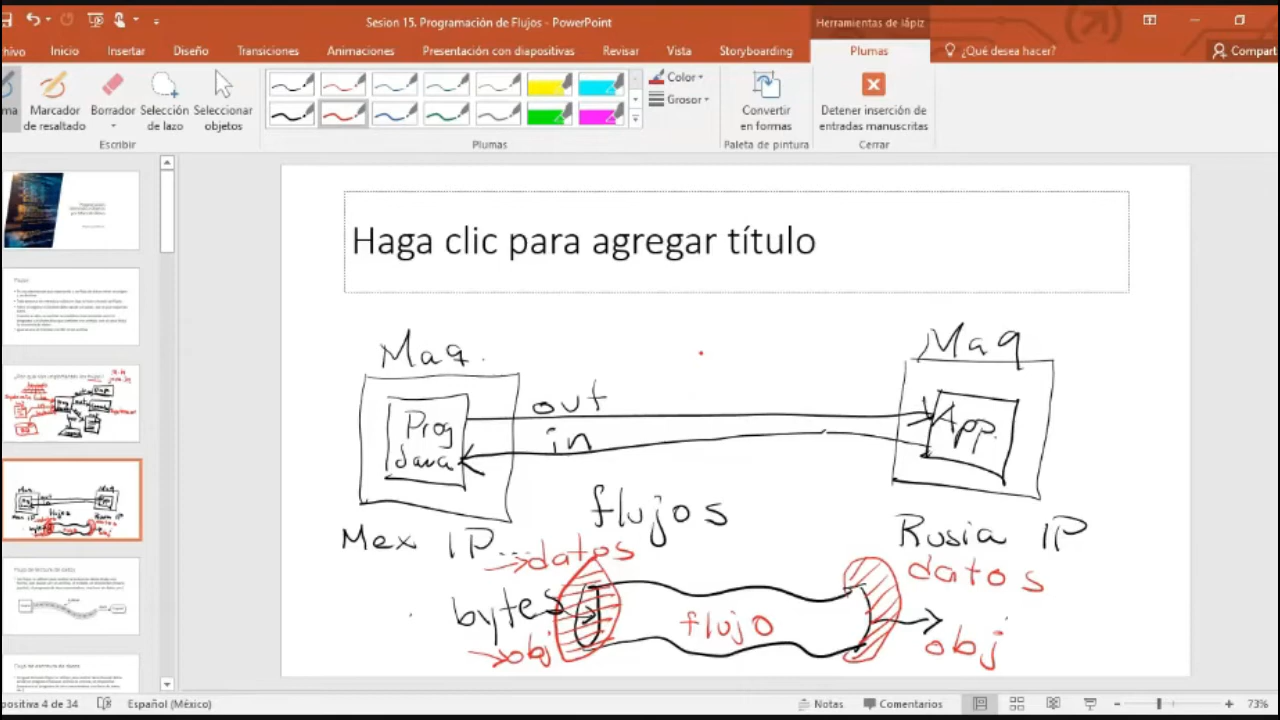 Sesion 15. Programación de Flujos - PowerPoint
Herramientas de lápiz
Inicio
Insertar
Diseño
Transiciones
Animaciones
Presentación con diapositivas
Revisar
Vista
Storyboarding
Plumas
¿Qué desea hacer?
Compart
Marcador de resaltado
Borrador
Selección de lazo
Seleccionar objetos
Escribir
Plumas
Color
Grosor
Convertir en formas
Paleta de pintura
Detener inserción de entradas manuscritas
Cerrar
Haga clic para agregar título
Maq.
Maq
out
in
Prog
Java
App.
flujos
Mex IP...
Rusia IP
→datos
datos
bytes
flujo
→obj
obj
positiva 4 de 34
Español (México)
Notas
Comentarios
73%